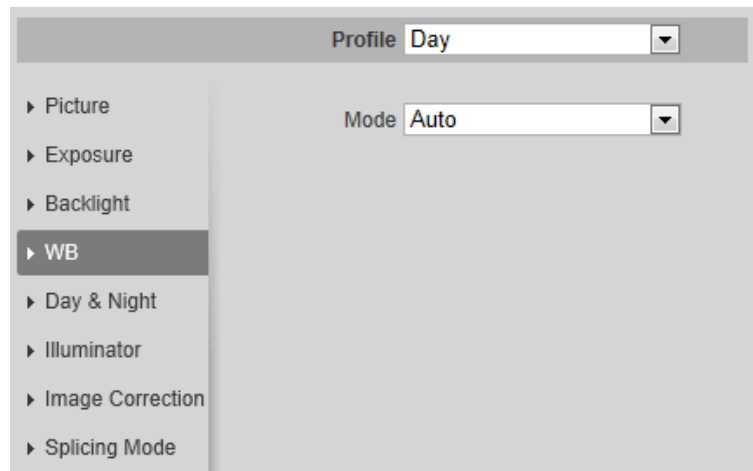 Profile Day
Picture
Mode Auto
Exposure
Backlight
WB
Day & Night
Illuminator
Image Correction
Splicing Mode